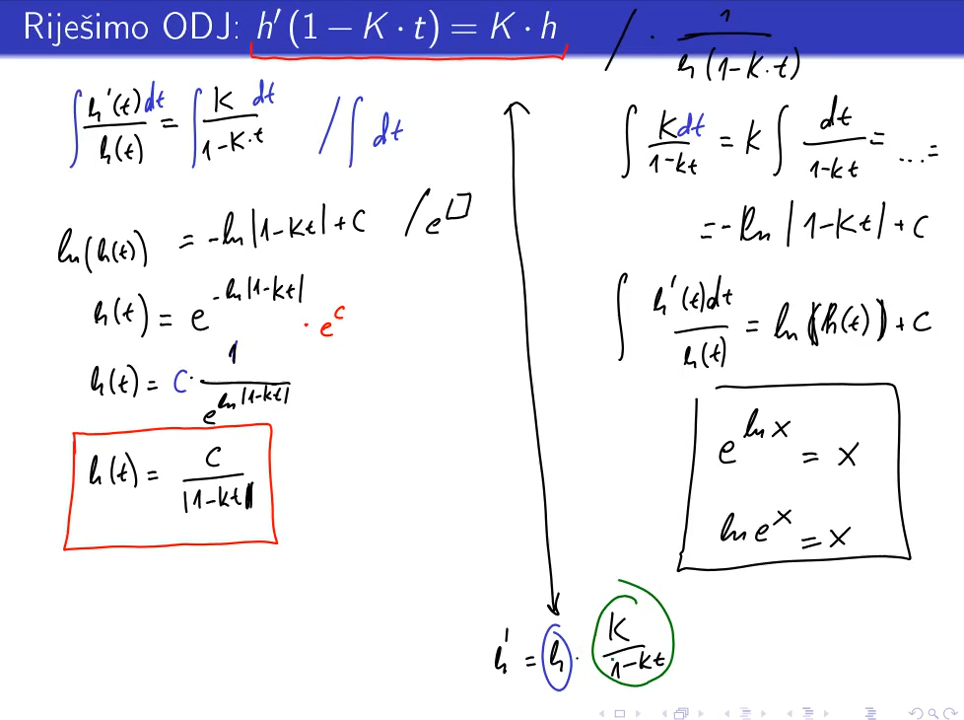 Riješimo ODJ: h′(1 − K · t) = K · h / · 1/(h(1-K·t))
∫ h'(t)dt/h(t) = ∫ K dt/(1-K·t) / ∫ dt
ln(h(t)) = -ln|1-kt| + C /e^□
h(t) = e^(-ln|1-kt|) · e^c
h(t) = C · 1/e^(ln|1-kt|)
h(t) = C/|1-kt|
∫ Kdt/(1-kt) = K ∫ dt/(1-kt) = ... =
= -ln|1-kt| + C
∫ h'(t)dt/h(t) = ln(h(t)) + C
e^(ln x) = x
ln e^x = x
h' = h · K/(1-kt)